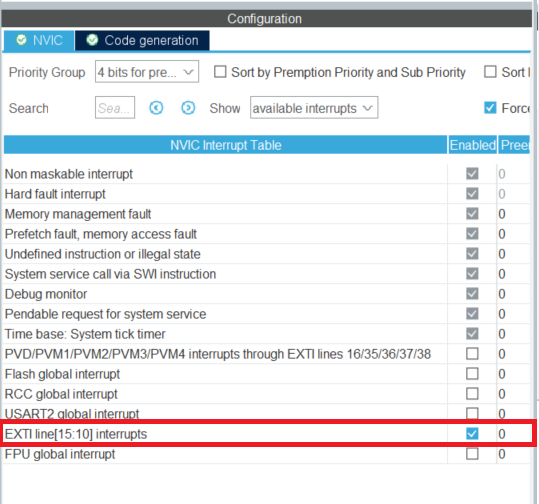 Configuration
NVIC Code generation
Priority Group 4 bits for pre... Sort by Premption Priority and Sub Priority Sort
Search Sea... Show available interrupts Force
NVIC Interrupt Table Enabled Preem
Non maskable interrupt 0
Hard fault interrupt 0
Memory management fault 0
Prefetch fault, memory access fault 0
Undefined instruction or illegal state 0
System service call via SWI instruction 0
Debug monitor 0
Pendable request for system service 0
Time base: System tick timer 0
PVD/PVM1/PVM2/PVM3/PVM4 interrupts through EXTI lines 16/35/36/37/38 0
Flash global interrupt 0
RCC global interrupt 0
USART2 global interrupt 0
EXTI line[15:10] interrupts 0
FPU global interrupt 0